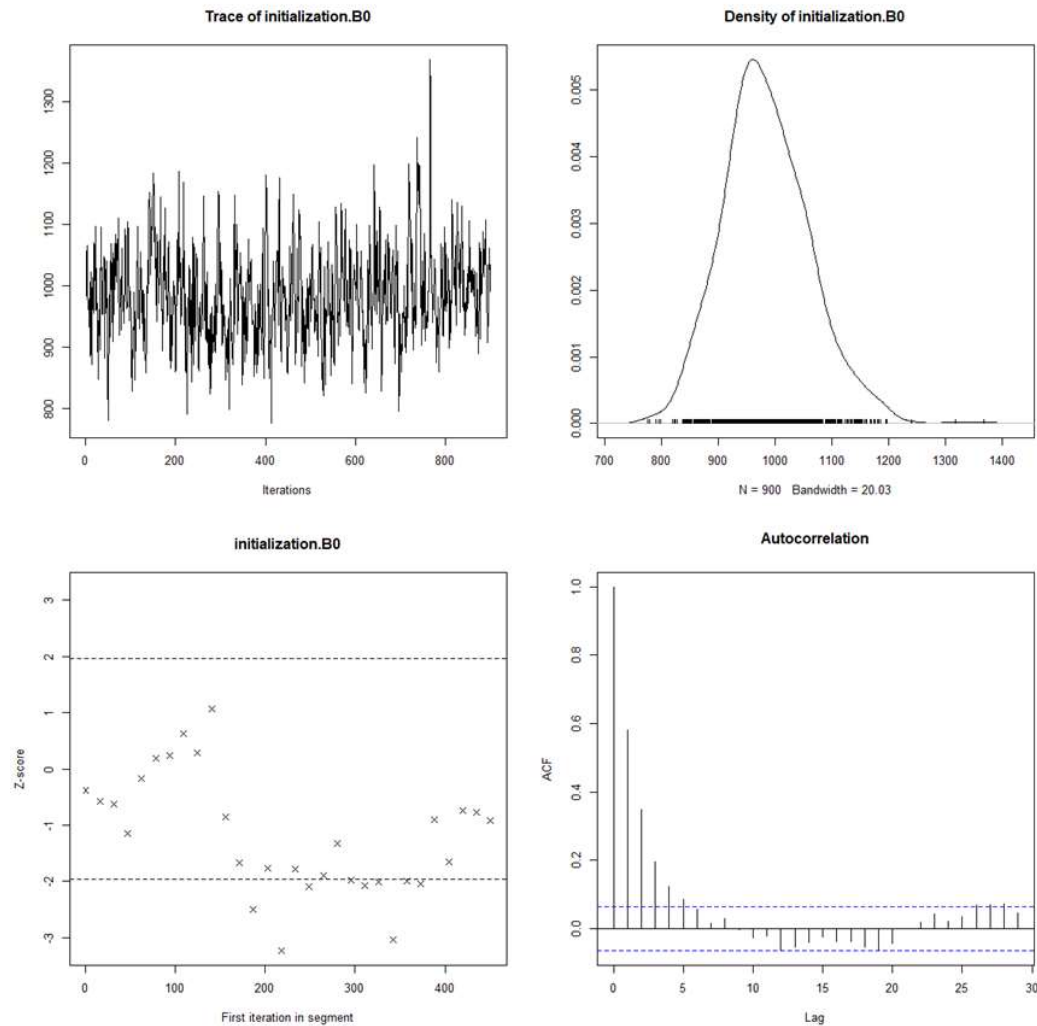 Trace of initialization.B0
1300
1200
1100
1000
900
800
0 200 400 600 800
Iterations
Density of initialization.B0
0.005
0.004
0.003
0.002
0.001
0.000
700 800 900 1000 1100 1200 1300 1400
N = 900 Bandwidth = 20.03
initialization.B0
Z-score
3
2
1
0
-1
-2
-3
0 100 200 300 400
First iteration in segment
Autocorrelation
ACF
1.0
0.8
0.6
0.4
0.2
0.0
0 5 10 15 20 25 30
Lag